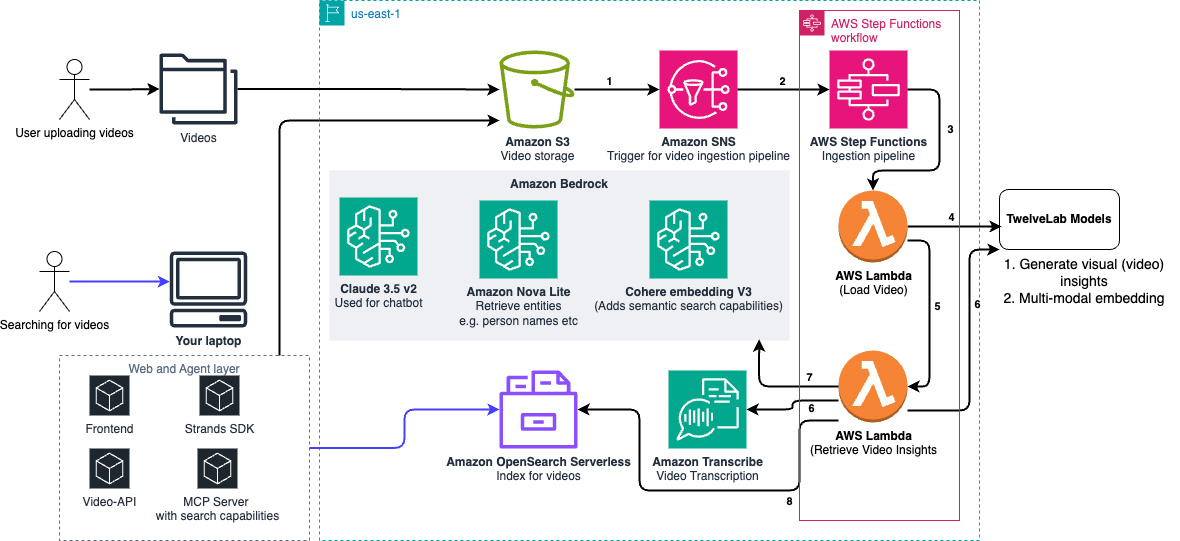 us-east-1
AWS Step Functions
workflow
User uploading videos
Videos
Amazon S3
Video storage
1
Amazon SNS
Trigger for video ingestion pipeline
2
AWS Step Functions
Ingestion pipeline
3
Amazon Bedrock
Claude 3.5 v2
Used for chatbot
Amazon Nova Lite
Retrieve entities
e.g. person names etc
Cohere embedding V3
(Adds semantic search capabilities)
AWS Lambda
(Load Video)
4
TwelveLab Models
1. Generate visual (video)
insights
2. Multi-modal embedding
5
6
Searching for videos
Your laptop
Web and Agent layer
Frontend
Strands SDK
Video-API
MCP Server
with search capabilities
Amazon OpenSearch Serverless
Index for videos
Amazon Transcribe
Video Transcription
7
6
AWS Lambda
(Retrieve Video Insights
8